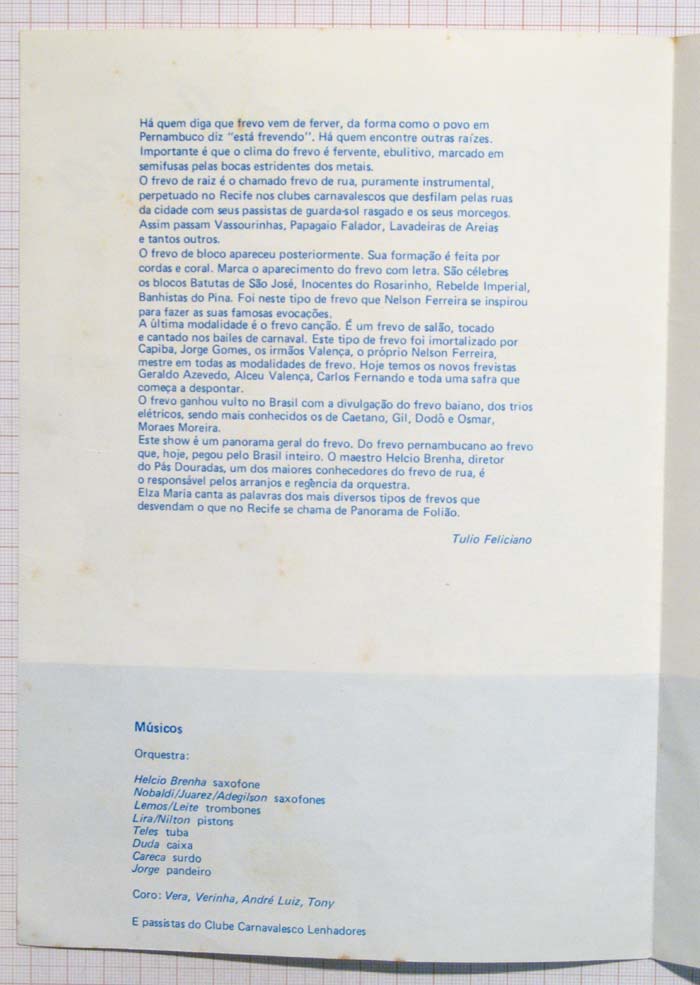 Há quem diga que frevo vem de ferver, da forma como o povo em
Pernambuco diz "está frevendo". Há quem encontre outras raízes.
Importante é que o clima do frevo é fervente, ebulitivo, marcado em
semifusas pelas bocas estridentes dos metais.
O frevo de raiz é o chamado frevo de rua, puramente instrumental,
perpetuado no Recife nos clubes carnavalescos que desfilam pelas ruas
da cidade com seus passistas de guarda-sol rasgado e os seus morcegos.
Assim passam Vassourinhas, Papagaio Falador, Lavadeiras de Areias
e tantos outros.
O frevo de bloco apareceu posteriormente. Sua formação é feita por
cordas e coral. Marca o aparecimento do frevo com letra. São célebres
os blocos Batutas de São José, Inocentes do Rosarinho, Rebelde Imperial,
Banhistas do Pina. Foi neste tipo de frevo que Nelson Ferreira se inspirou
para fazer as suas famosas evocações.
A última modalidade é o frevo canção. É um frevo de salão, tocado
e cantado nos bailes de carnaval. Este tipo de frevo foi imortalizado por
Capiba, Jorge Gomes, os irmãos Valença, o próprio Nelson Ferreira,
mestre em todas as modalidades de frevo. Hoje temos os novos frevistas
Geraldo Azevedo, Alceu Valença, Carlos Fernando e toda uma safra que
começa a despontar.
O frevo ganhou vulto no Brasil com a divulgação do frevo baiano, dos trios
elétricos, sendo mais conhecidos os de Caetano, Gil, Dodô e Osmar,
Moraes Moreira.
Este show é um panorama geral do frevo. Do frevo pernambucano ao frevo
que, hoje, pegou pelo Brasil inteiro. O maestro Helcio Brenha, diretor
do Pás Douradas, um dos maiores conhecedores do frevo de rua, é
o responsável pelos arranjos e regência da orquestra.
Elza Maria canta as palavras dos mais diversos tipos de frevos que
desvendam o que no Recife se chama de Panorama de Folião.
Tulio Feliciano
Músicos
Orquestra:
Helcio Brenha saxofone
Nobaldi/Juarez/Adegilson saxofones
Lemos/Leite trombones
Lira/Nilton pistons
Teles tuba
Duda caixa
Careca surdo
Jorge pandeiro
Coro: Vera, Verinha, André Luiz, Tony
E passistas do Clube Carnavalesco Lenhadores